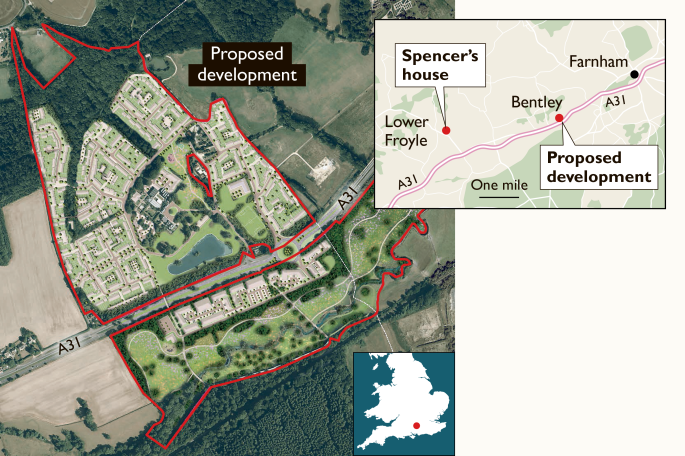 Proposed
development
A31
A31
Spencer's
house
Farnham
Bentley
A31
Lower
Froyle
Proposed
development
A31
One mile